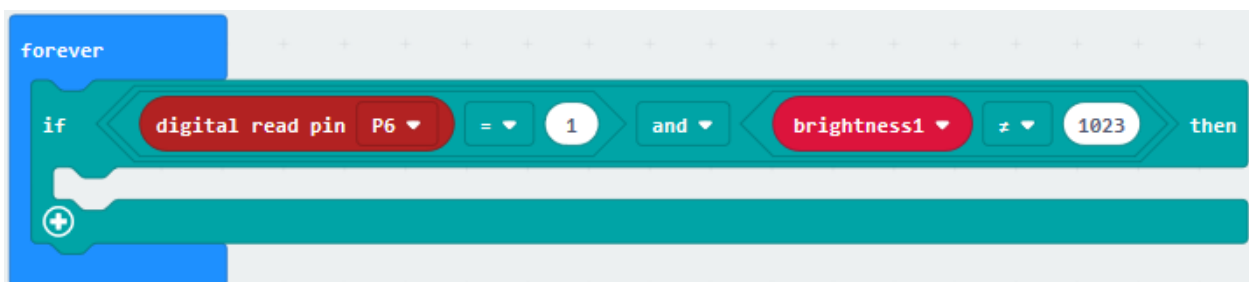 forever
if digital read pin P6 = 1 and brightness1 ≠ 1023 then